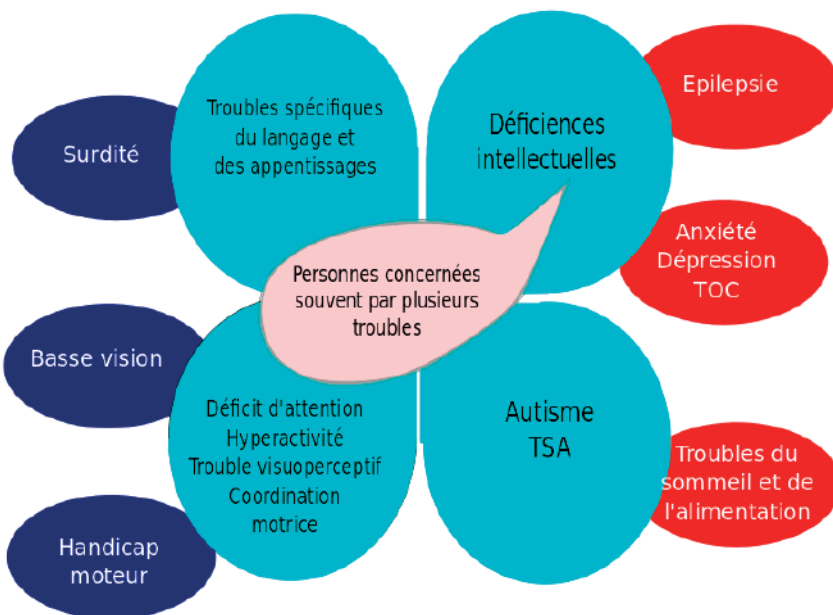 Troubles spécifiques
du langage et
des appentissages
Déficiences
intellectuelles
Epilepsie
Surdité
Anxiété
Dépression
TOC
Personnes concernées
souvent par plusieurs
troubles
Basse vision
Déficit d'attention
Hyperactivité
Trouble visuoperceptif
Coordination
motrice
Autisme
TSA
Troubles du
sommeil et de
l'alimentation
Handicap
moteur